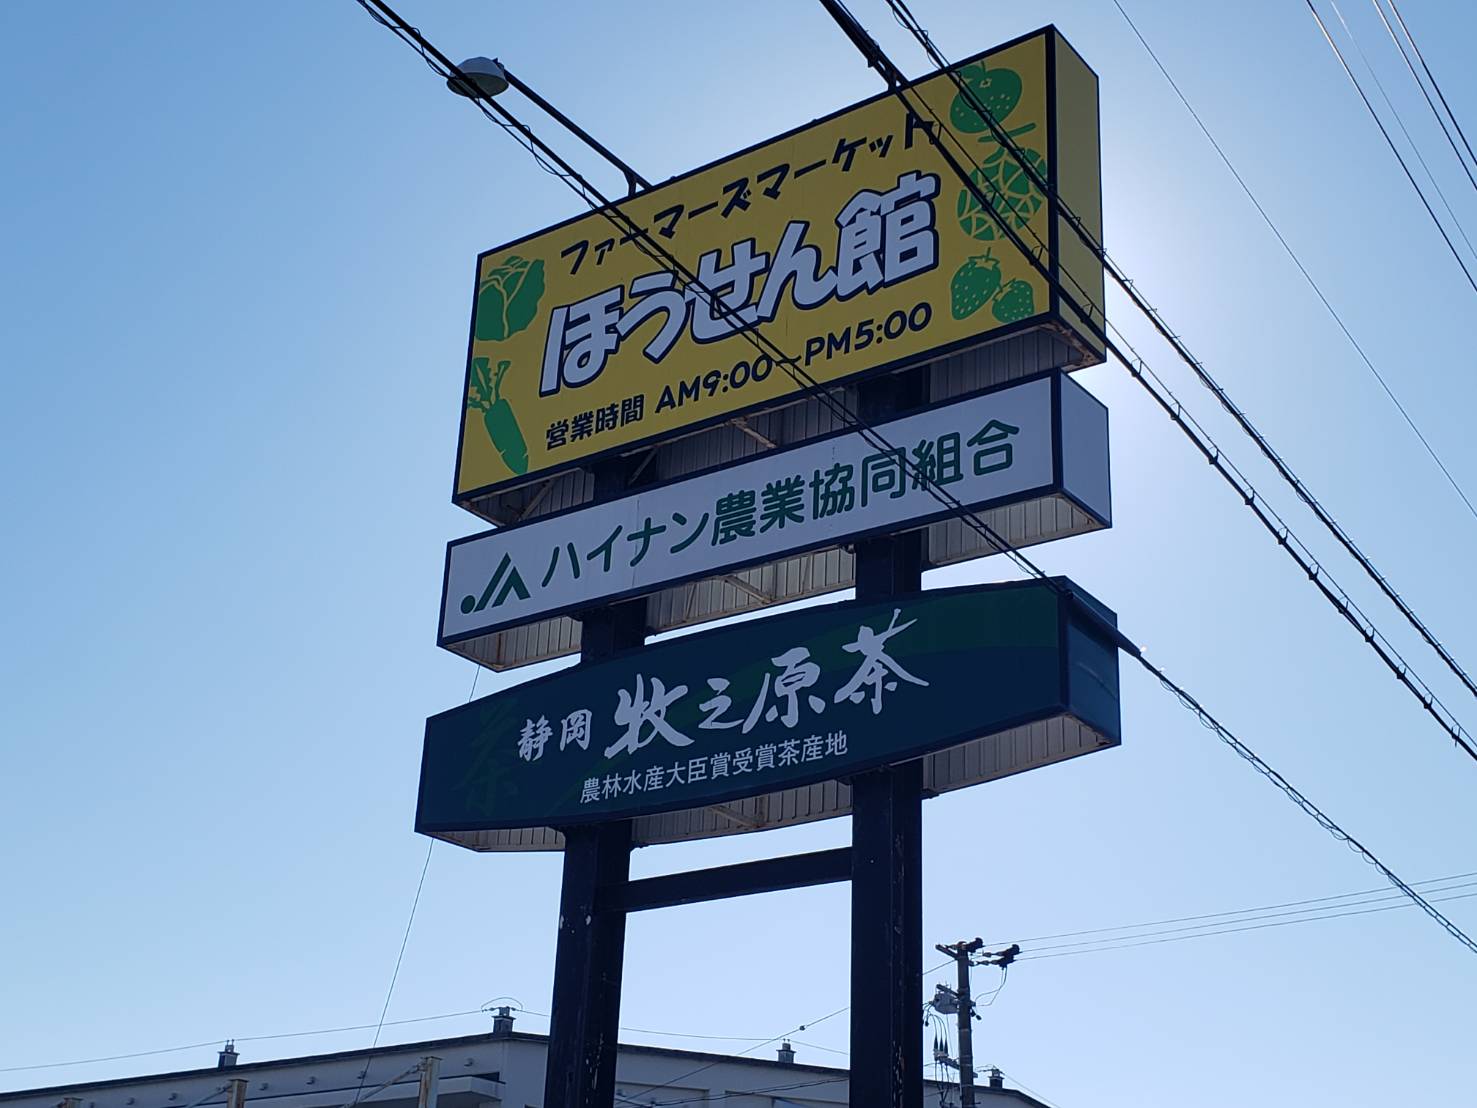 ファーマーズマーケット
ほうせん館
営業時間 AM9:00～PM5:00
JA ハイナン農業協同組合
静岡 牧之原茶
農林水産大臣賞受賞茶産地
茶